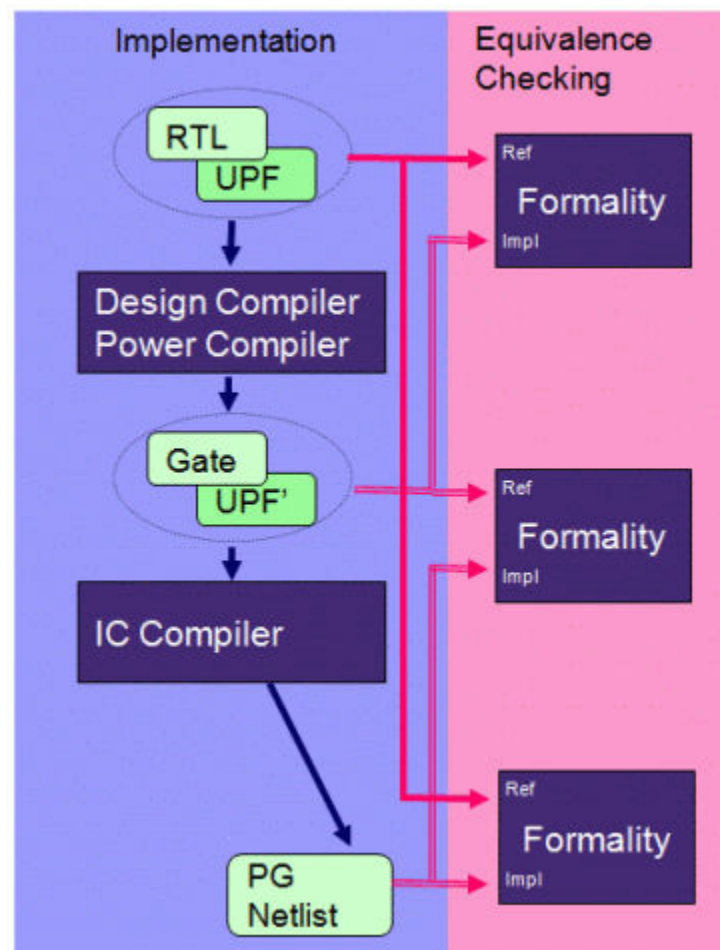 Implementation
Equivalence
Checking
RTL
UPF
Ref
Formality
Impl
Design Compiler
Power Compiler
Gate
UPF’
Ref
Formality
Impl
IC Compiler
Ref
Formality
Impl
PG
Netlist